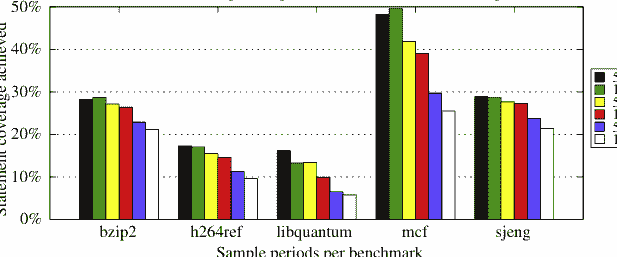 50%
40%
30%
20%
10%
0%
Statement coverage achieved
bzip2
h264ref
libquantum
mcf
sjeng
Sample periods per benchmark